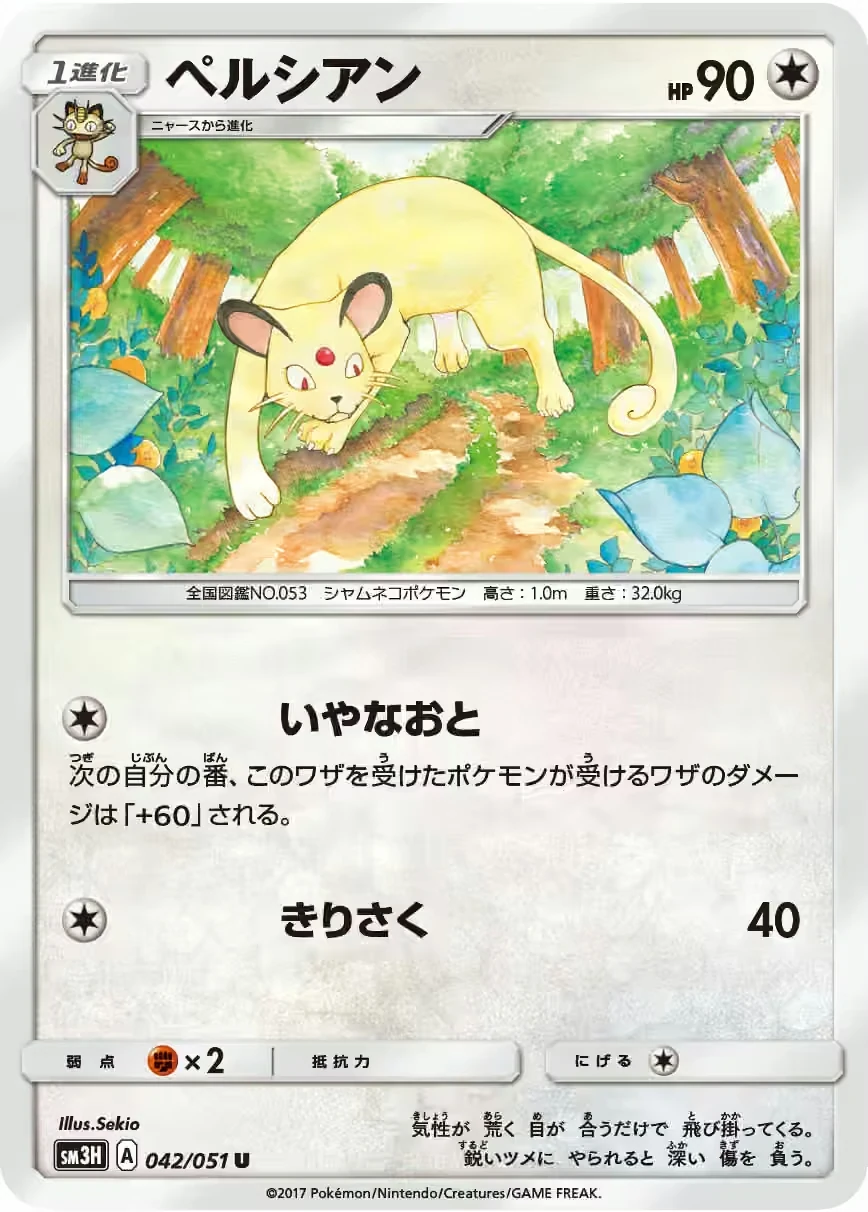 1進化
ペルシアン
HP 90
ニャースから進化
全国図鑑NO.053 シャムネコポケモン 高さ:1.0m 重さ:32.0kg
いやなおと
次の自分の番、このワザを受けたポケモンが受けるワザのダメー
ジは「+60」される。
きりさく 40
弱点 ×2 抵抗力 にげる
Illus.Sekio
気性が 荒く 目が 合うだけで 飛び掛ってくる。
鋭いツメに やられると 深い 傷を 負う。
SM3H A 042/051 U
©2017 Pokémon/Nintendo/Creatures/GAME FREAK.